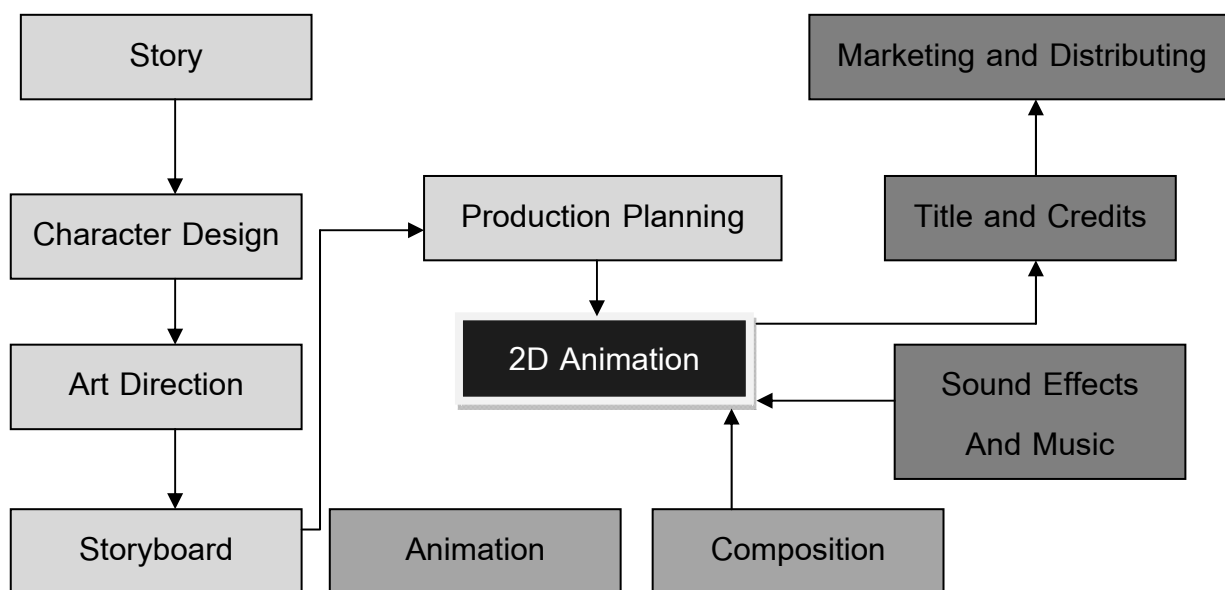 Story
Marketing and Distributing
Character Design
Production Planning
Title and Credits
2D Animation
Art Direction
Sound Effects
And Music
Storyboard
Animation
Composition